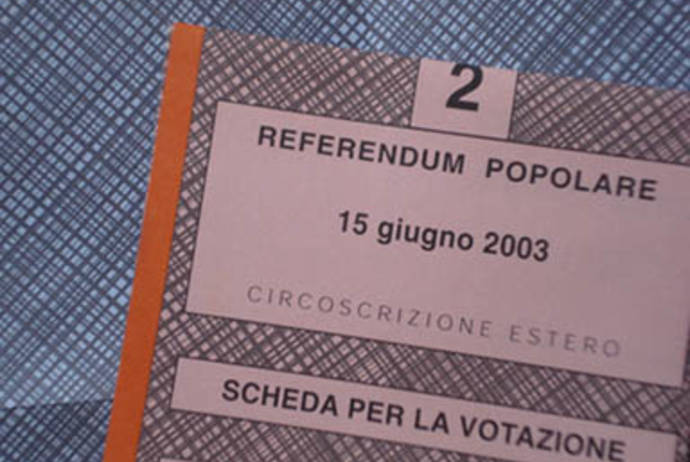 2
REFERENDUM POPOLARE
15 giugno 2003
CIRCOSCRIZIONE ESTERO
SCHEDA PER LA VOTAZIONE